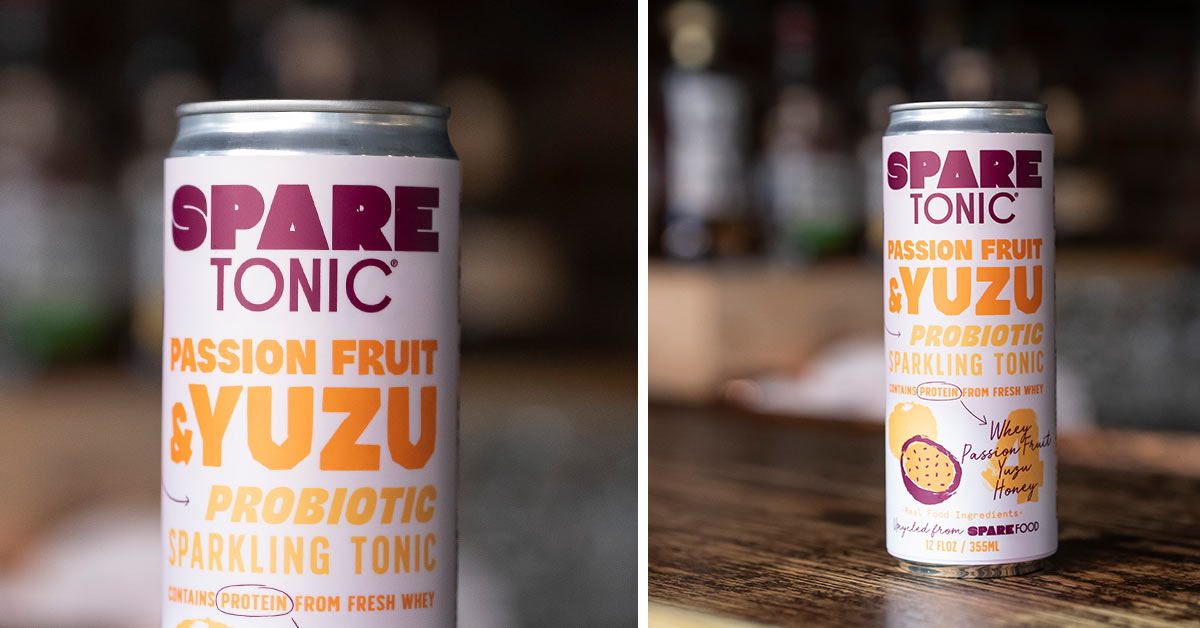 SPARE
TONIC®
PASSION FRUIT
&YUZU
PROBIOTIC
SPARKLING TONIC
CONTAINS PROTEIN FROM FRESH WHEY
SPARE
TONIC®
PASSION FRUIT
&YUZU
PROBIOTIC
SPARKLING TONIC
CONTAINS PROTEIN FROM FRESH WHEY
Whey
Passion Fruit
Yuzu
Honey
-Real Food Ingredients-
Upcycled from SPARE FOOD
12 FLOZ / 355ML